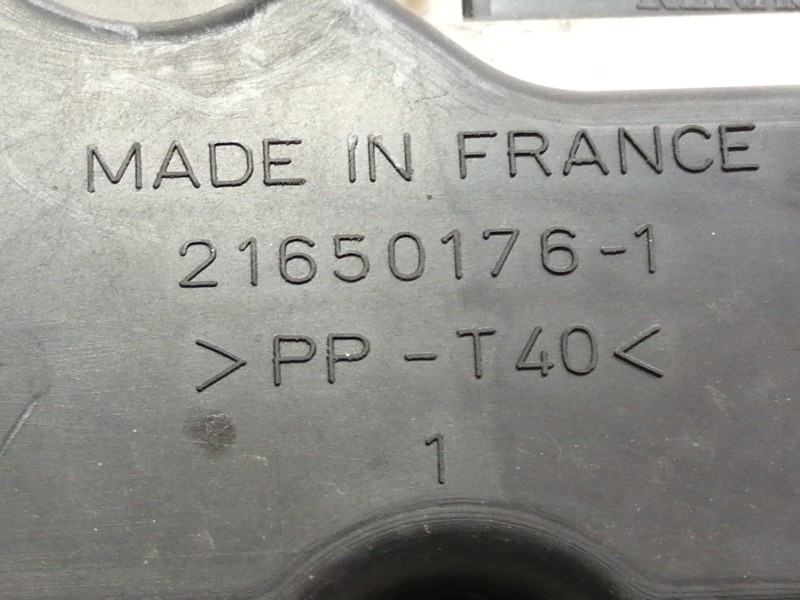 MADE IN FRANCE
21650176-1
>PP-T40<
1